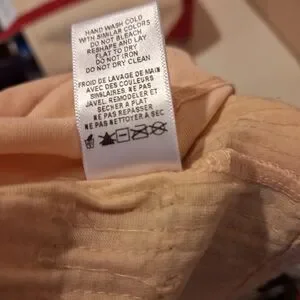 HAND WASH COLD
WITH SIMILAR COLORS
DO NOT BLEACH
RESHAPE AND LAY
FLAT TO DRY
DO NOT IRON
DO NOT DRY CLEAN
FROID DE LAVAGE DE MAIN
AVEC DES COULEURS
SIMILAIRES. NE PAS
JAVEL. REMODELER ET
SECHER A PLAT
NE PAS REPASSER
NE PAS NETTOYER A SEC